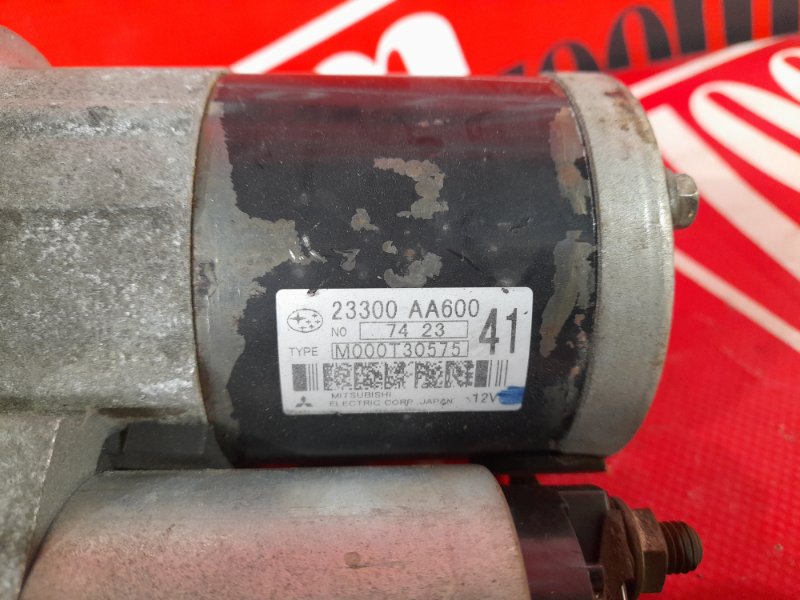 23300 AA600
NO 74 23 41
TYPE M000T30575
MITSUBISHI
ELECTRIC CORP. JAPAN 12V